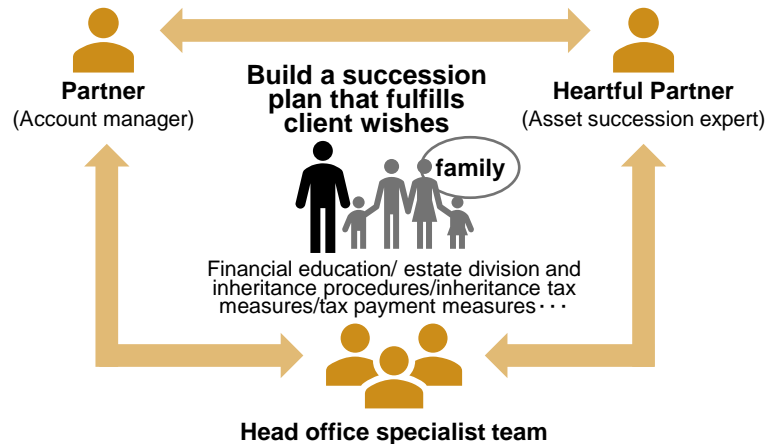 Partner
(Account manager)
Build a succession
plan that fulfills
client wishes
Heartful Partner
(Asset succession expert)
family
Financial education/ estate division and
inheritance procedures/inheritance tax
measures/tax payment measures･･･
Head office specialist team